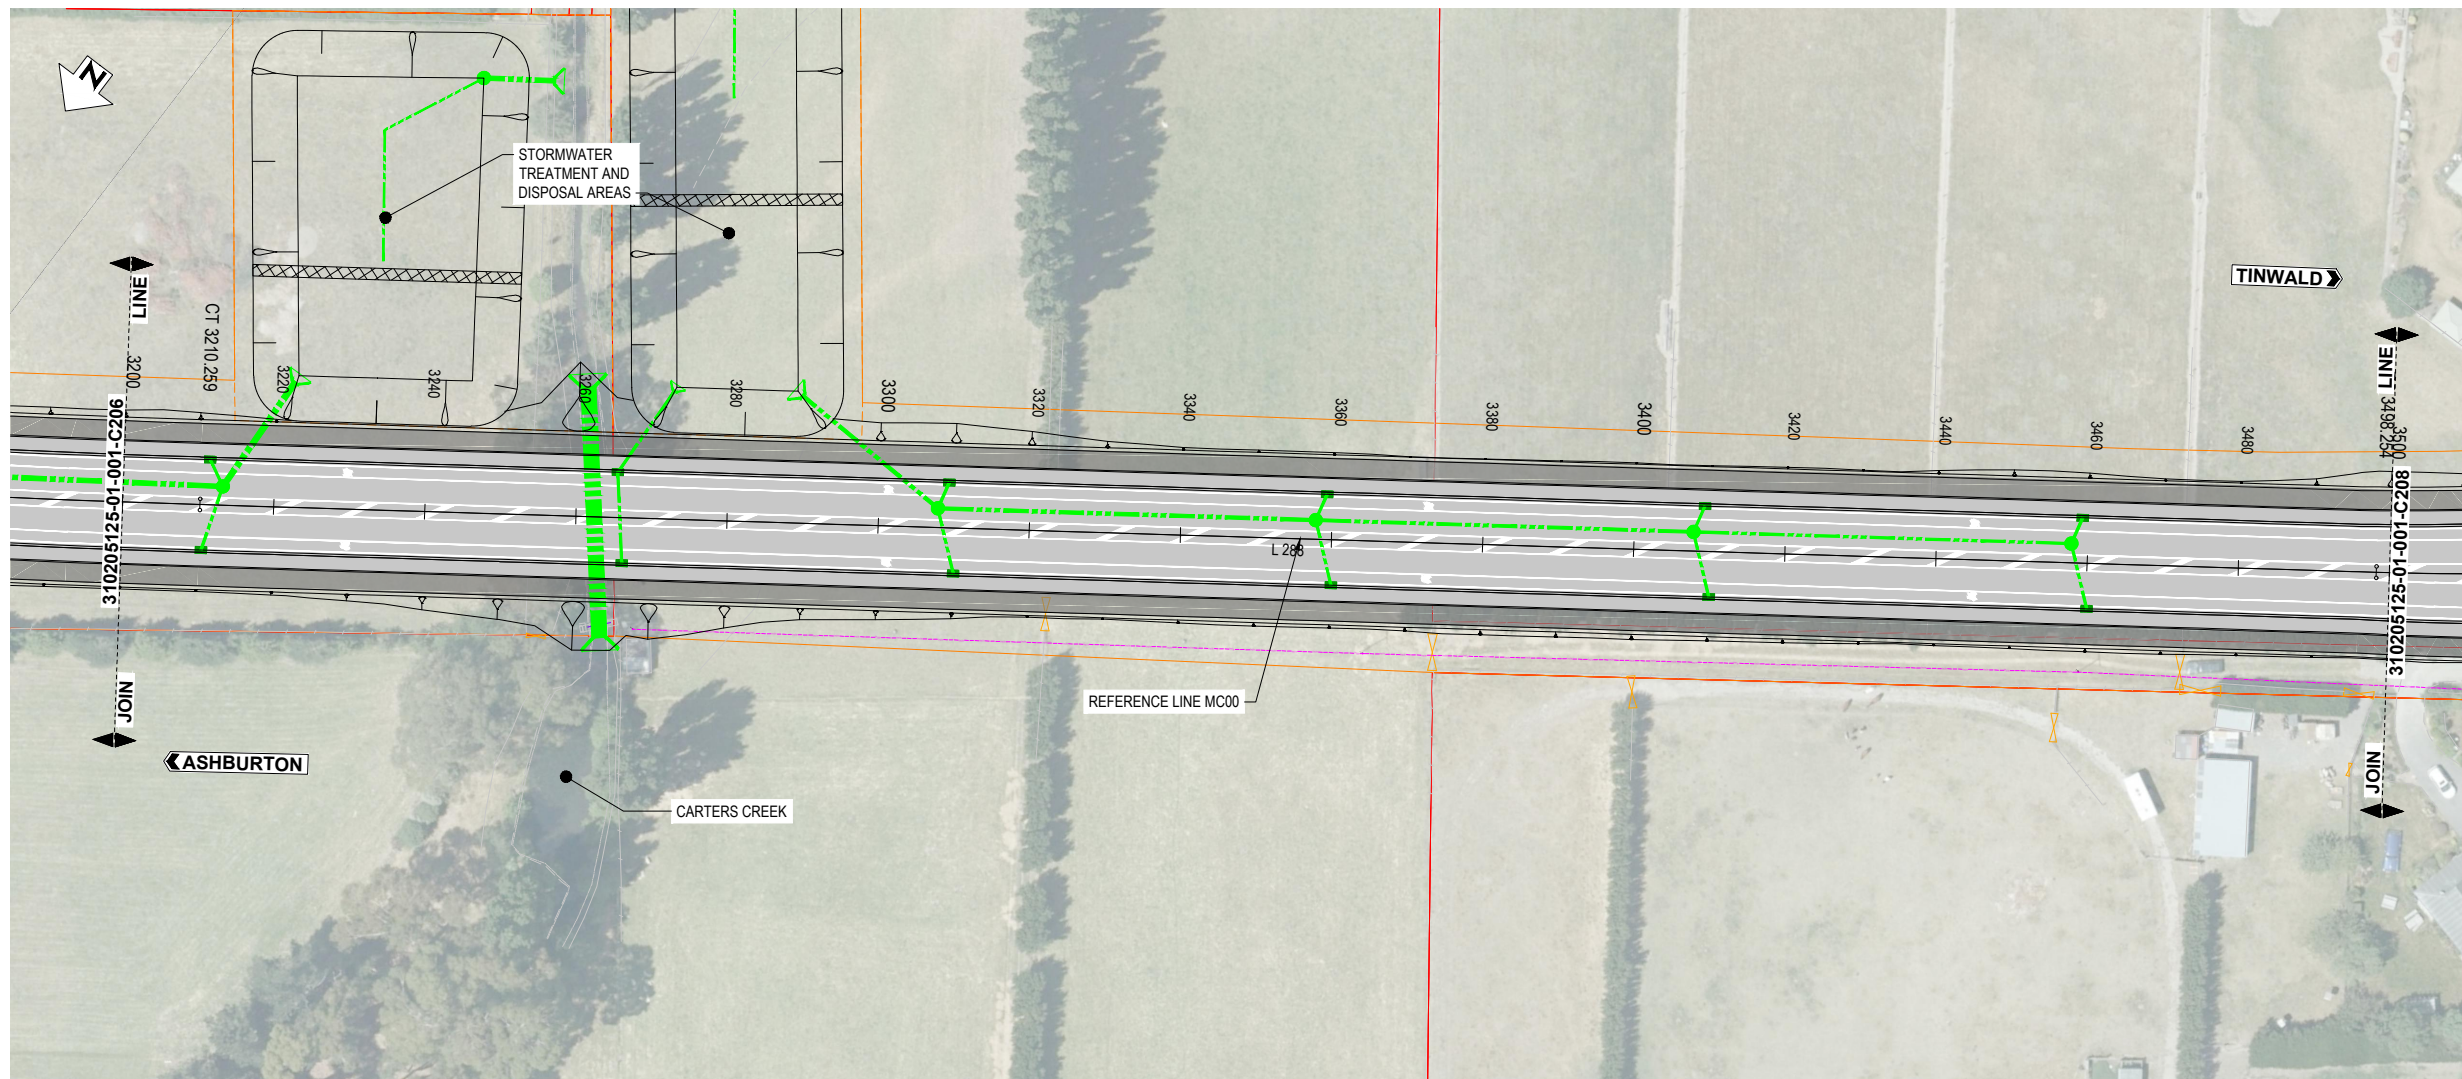 N
STORMWATER
TREATMENT AND
DISPOSAL AREAS
TINWALD
LINE
LINE
CT 3210.259
3200
3220
3240
3260
3280
3300
3320
3340
3360
3380
3400
3420
3440
3460
3480
3498.254
3500
310205125-01-001-C206
310205125-01-001-C208
L 288
REFERENCE LINE MC00
JOIN
JOIN
ASHBURTON
CARTERS CREEK